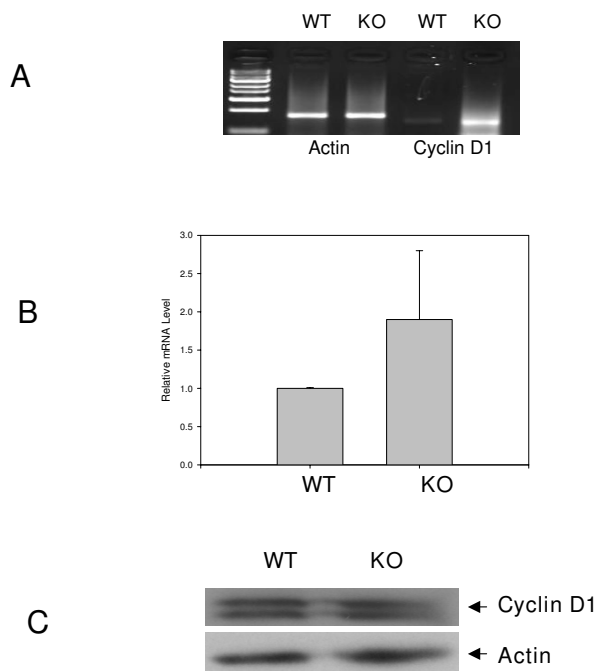 WT KO WT KO
A
Actin Cyclin D1
B
Relative mRNA Level
3.0
2.5
2.0
1.5
1.0
0.5
0.0
WT KO
WT KO
C
Cyclin D1
Actin